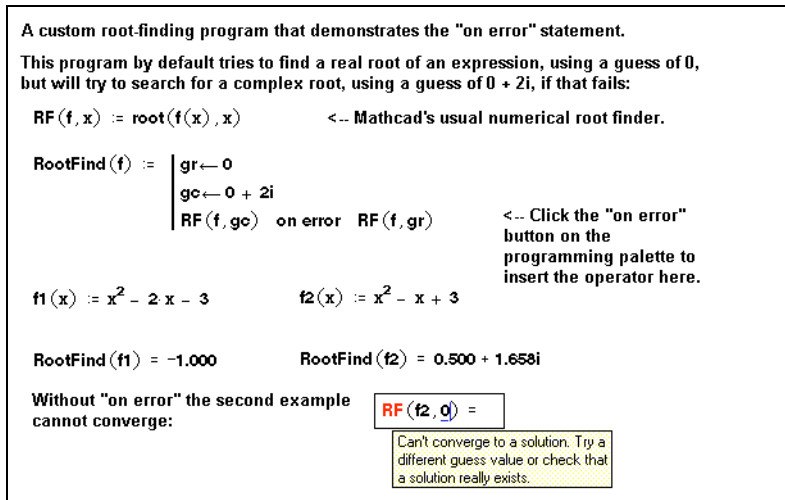 A custom root-finding program that demonstrates the "on error" statement.
This program by default tries to find a real root of an expression, using a guess of 0,
but will try to search for a complex root, using a guess of 0 + 2i, if that fails:
RF(f,x) := root(f(x),x) <-- Mathcad's usual numerical root finder.
RootFind(f) := gr← 0
gc← 0 + 2i
RF(f,gc) on error RF(f,gr)
<-- Click the "on error"
button on the
programming palette to
insert the operator here.
f1(x) := x² - 2·x - 3 f2(x) := x² - x + 3
RootFind(f1) = -1.000 RootFind(f2) = 0.500 + 1.658i
Without "on error" the second example
cannot converge:
RF(f2,0) =
Can't converge to a solution. Try a
different guess value or check that
a solution really exists.